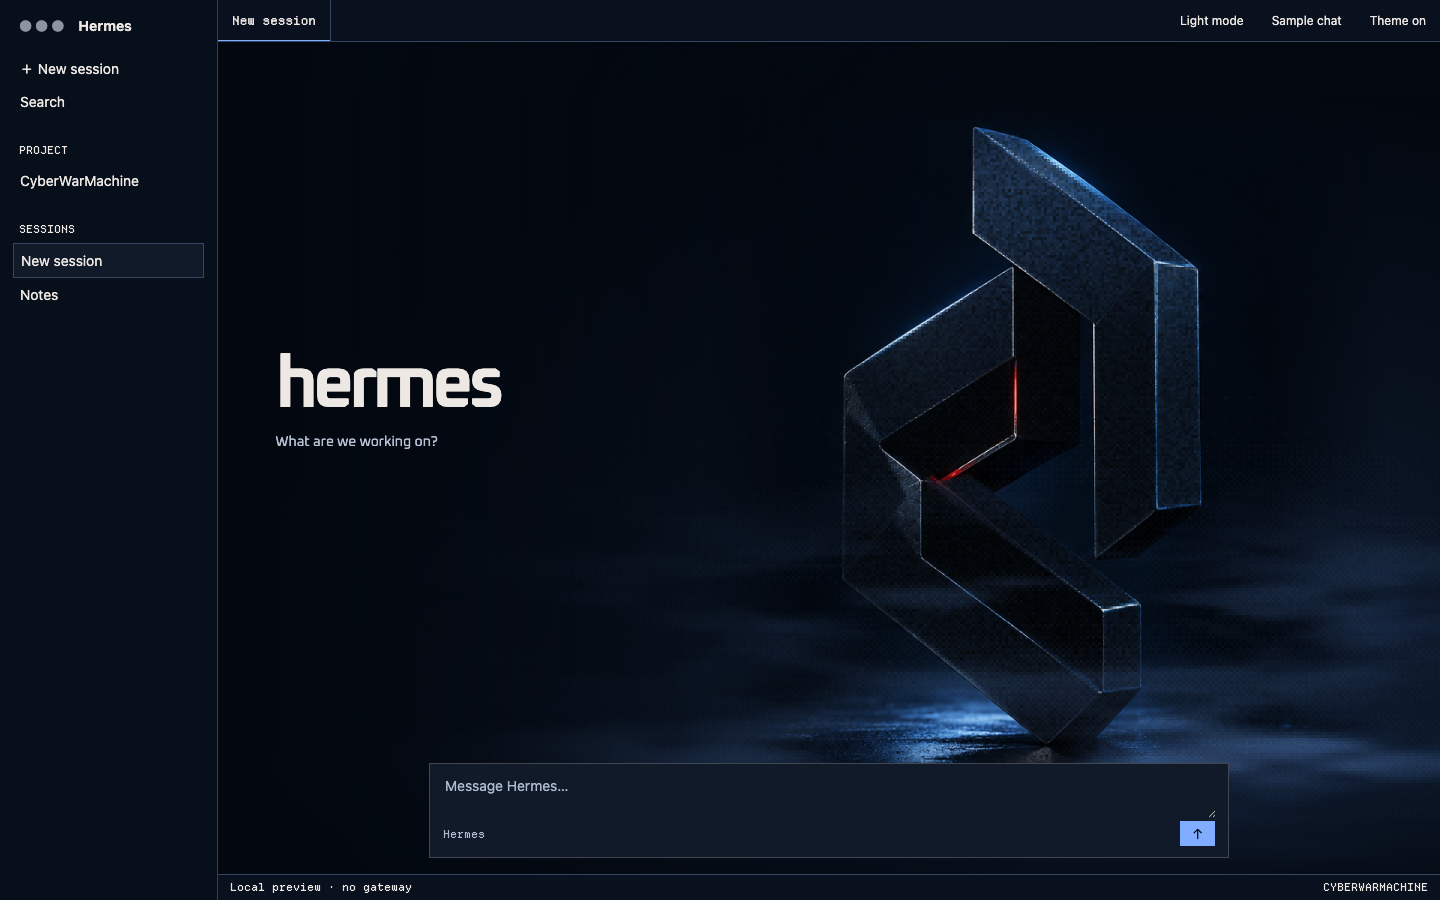 Hermes
+ New session
Search
PROJECT
CyberWarMachine
SESSIONS
New session
Notes
New session
Light mode
Sample chat
Theme on
hermes
What are we working on?
Message Hermes...
Hermes
Local preview · no gateway
CYBERWARMACHINE